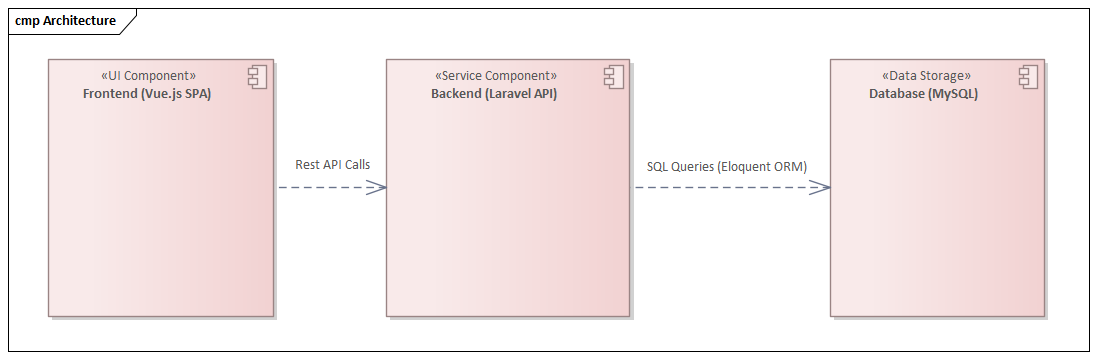 cmp Architecture
«UI Component»
Frontend (Vue.js SPA)
Rest API Calls
«Service Component»
Backend (Laravel API)
SQL Queries (Eloquent ORM)
«Data Storage»
Database (MySQL)